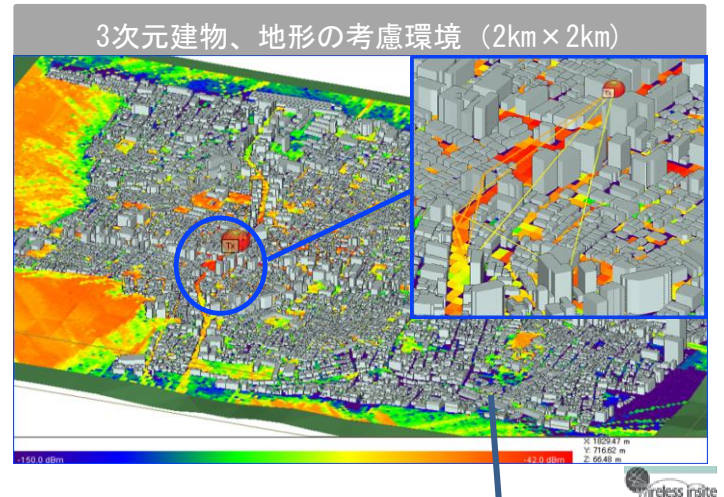 3次元建物、地形の考慮環境（2km×2km）
Tx
Tx
-150.0 dBm
-42.0 dBm
X: 1829.47 m
Y: 716.62 m
Z: 66.48 m
wireless insite